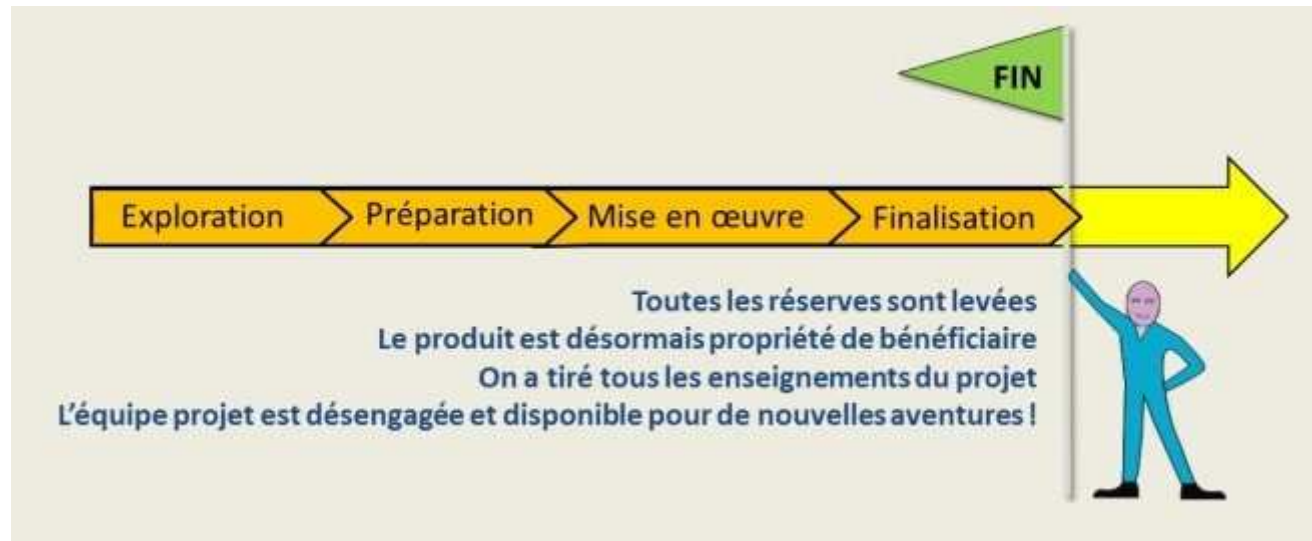 FIN
Exploration Préparation Mise en œuvre Finalisation
Toutes les réserves sont levées
Le produit est désormais propriété de bénéficiaire
On a tiré tous les enseignements du projet
L'équipe projet est désengagée et disponible pour de nouvelles aventures !